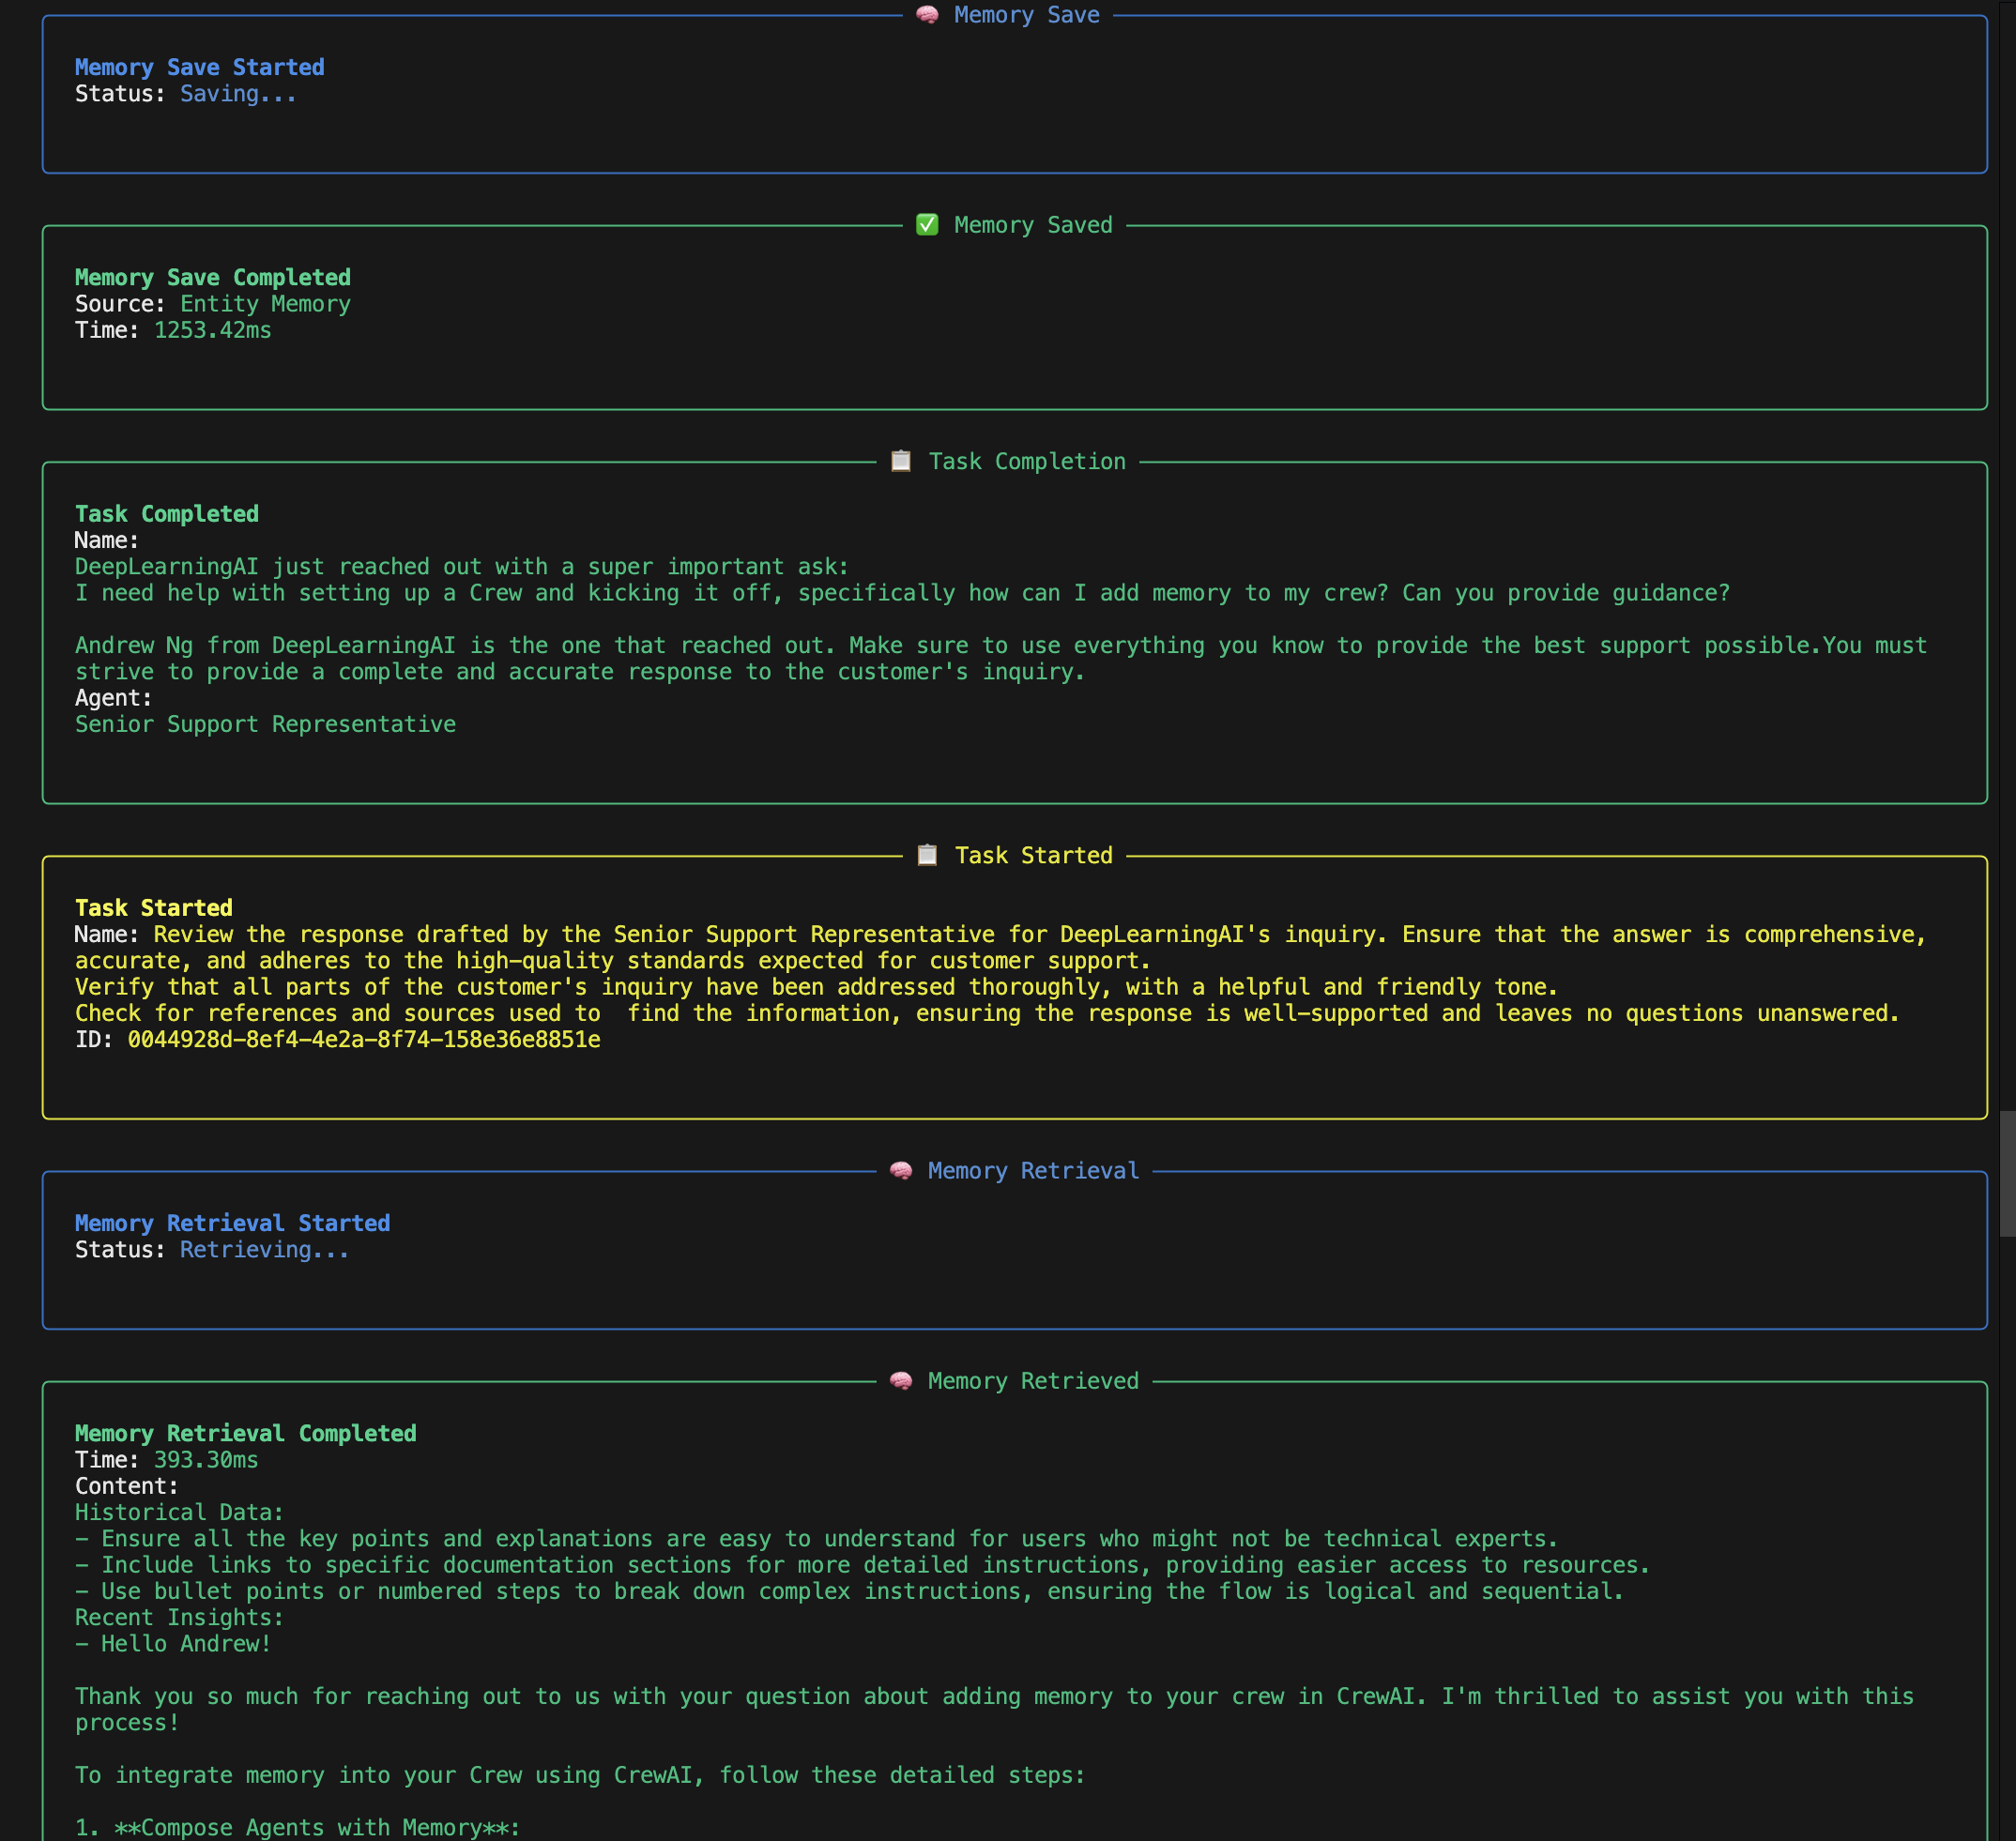 🧠 Memory Save
Memory Save Started
Status: Saving...
✅ Memory Saved
Memory Save Completed
Source: Entity Memory
Time: 1253.42ms
📋 Task Completion
Task Completed
Name:
DeepLearningAI just reached out with a super important ask:
I need help with setting up a Crew and kicking it off, specifically how can I add memory to my crew? Can you provide guidance?
Andrew Ng from DeepLearningAI is the one that reached out. Make sure to use everything you know to provide the best support possible.You must
strive to provide a complete and accurate response to the customer's inquiry.
Agent:
Senior Support Representative
📋 Task Started
Task Started
Name: Review the response drafted by the Senior Support Representative for DeepLearningAI's inquiry. Ensure that the answer is comprehensive,
accurate, and adheres to the high-quality standards expected for customer support.
Verify that all parts of the customer's inquiry have been addressed thoroughly, with a helpful and friendly tone.
Check for references and sources used to  find the information, ensuring the response is well-supported and leaves no questions unanswered.
ID: 0044928d-8ef4-4e2a-8f74-158e36e8851e
🧠 Memory Retrieval
Memory Retrieval Started
Status: Retrieving...
🧠 Memory Retrieved
Memory Retrieval Completed
Time: 393.30ms
Content:
Historical Data:
- Ensure all the key points and explanations are easy to understand for users who might not be technical experts.
- Include links to specific documentation sections for more detailed instructions, providing easier access to resources.
- Use bullet points or numbered steps to break down complex instructions, ensuring the flow is logical and sequential.
Recent Insights:
- Hello Andrew!
Thank you so much for reaching out to us with your question about adding memory to your crew in CrewAI. I'm thrilled to assist you with this
process!
To integrate memory into your Crew using CrewAI, follow these detailed steps:
1. **Compose Agents with Memory**: